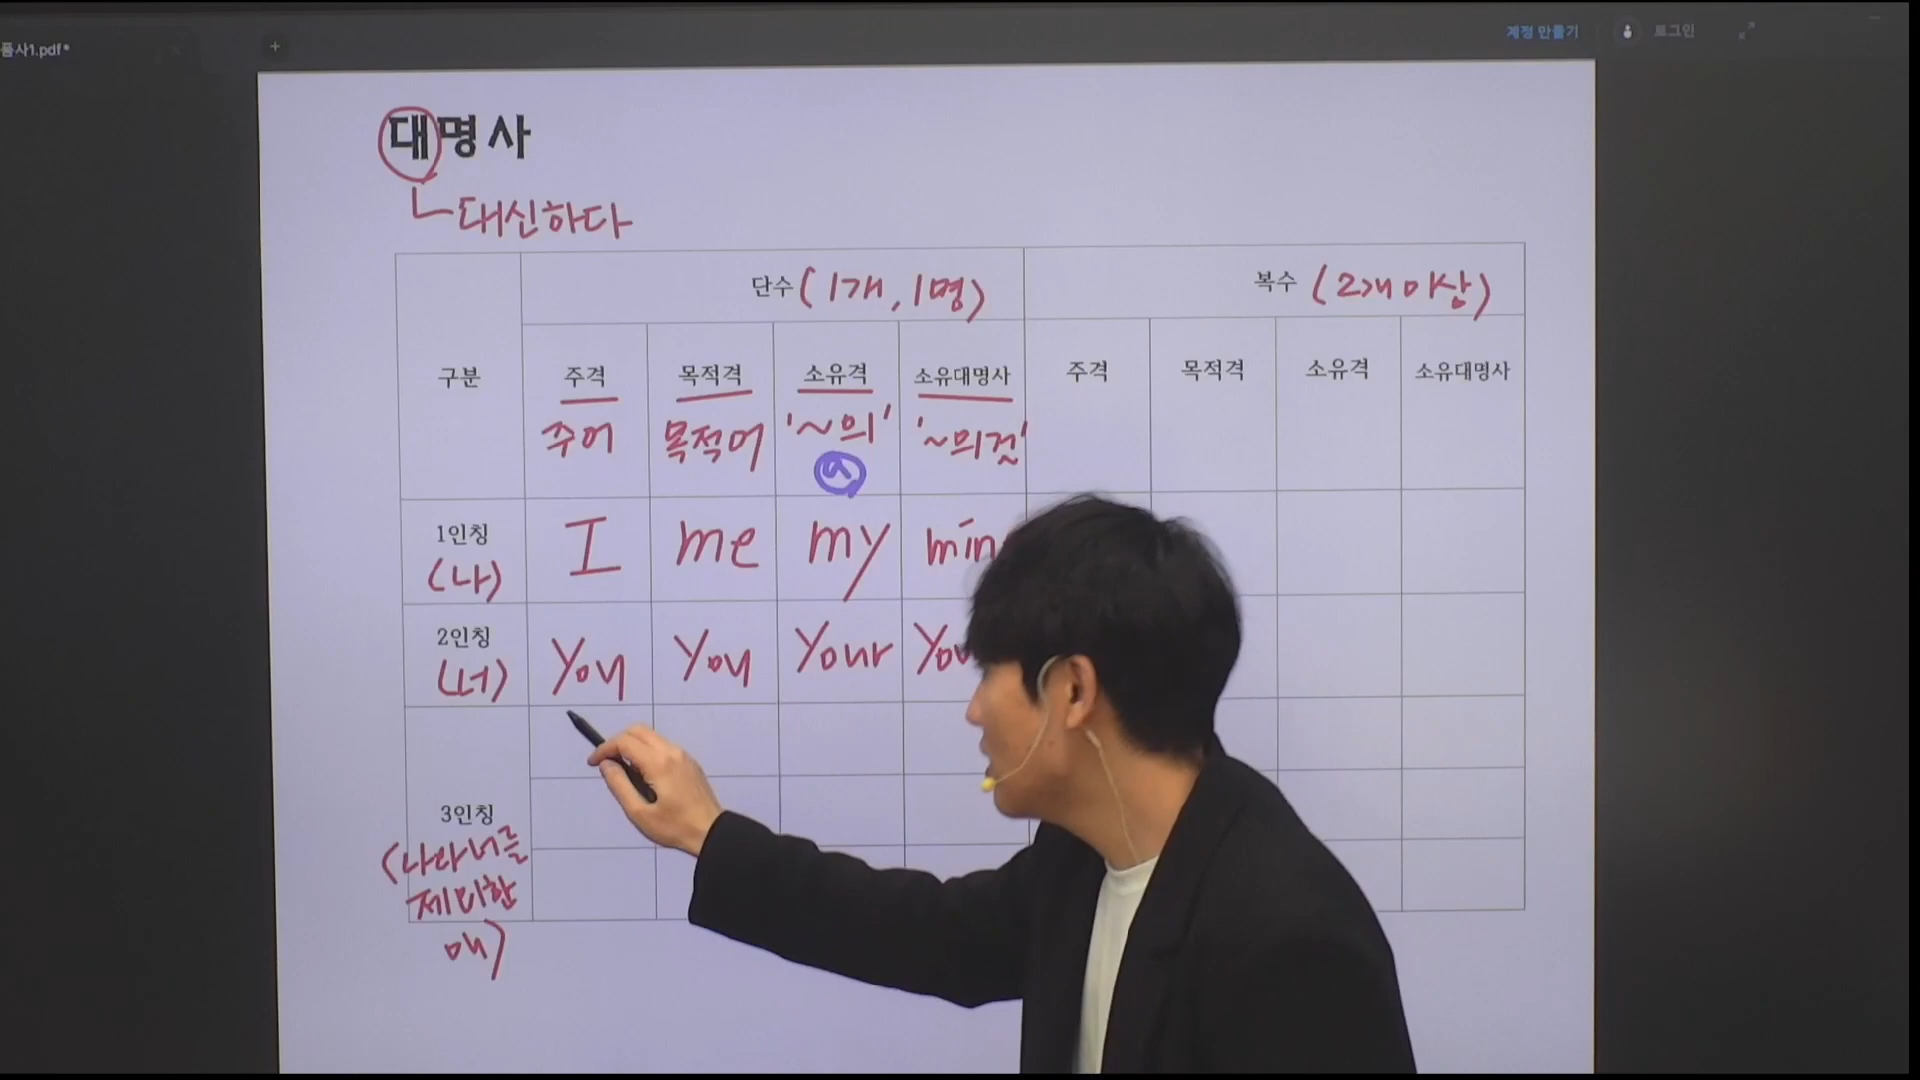 품사1.pdf*
+
계정 만들기
로그인
대명사
대신하다
단수 (1개, 1명)
복수 (2개 이상)
구분
주격
목적격
소유격
소유대명사
주격
목적격
소유격
소유대명사
주어
목적어
'~의'
'~의것'
a
1인칭
(나)
I
me
my
min
2인칭
(너)
You
You
Your
You
3인칭
(나와 너를
제외한
애)